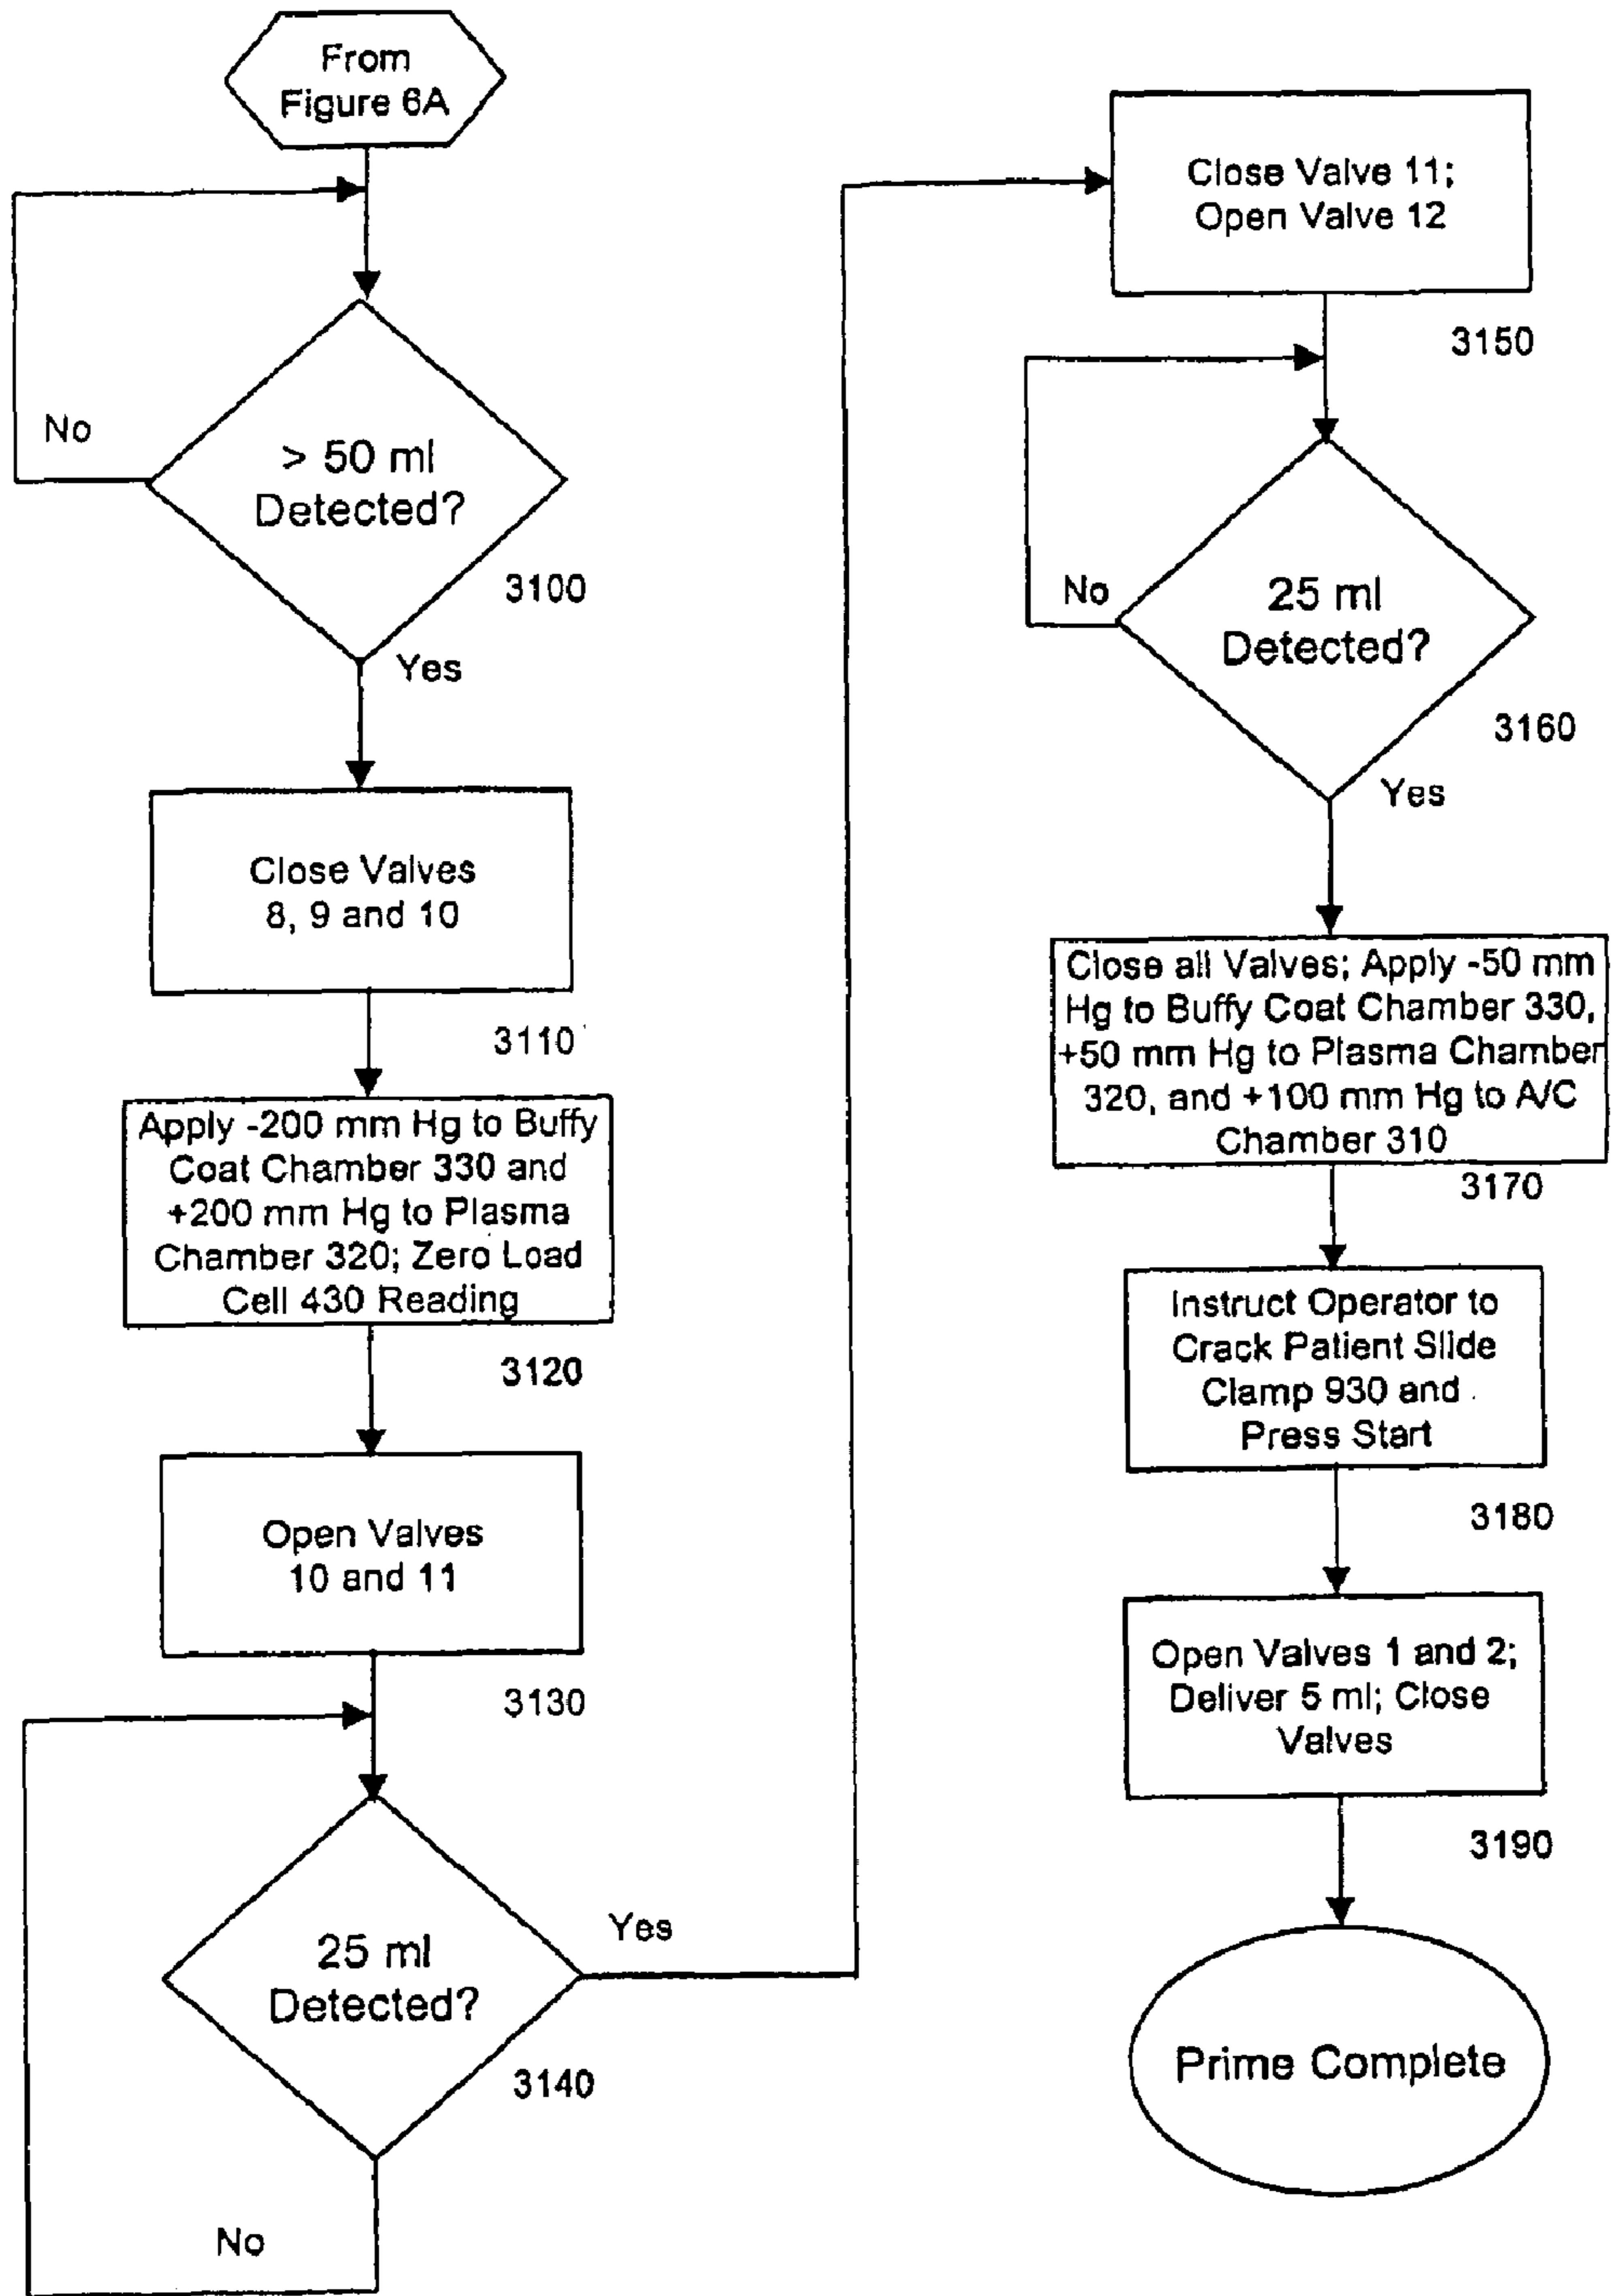 From
Figure 6A
No
> 50 ml
Detected?
3100
Yes
Close Valves
8, 9 and 10
3110
Apply -200 mm Hg to Buffy
Coat Chamber 330 and
+200 mm Hg to Plasma
Chamber 320; Zero Load
Cell 430 Reading
3120
Open Valves
10 and 11
3130
25 ml
Detected?
Yes
3140
No
Close Valve 11;
Open Valve 12
3150
No
25 ml
Detected?
3160
Yes
Close all Valves; Apply -50 mm
Hg to Buffy Coat Chamber 330,
+50 mm Hg to Plasma Chamber
320, and +100 mm Hg to A/C
Chamber 310
3170
Instruct Operator to
Crack Patient Slide
Clamp 930 and
Press Start
3180
Open Valves 1 and 2;
Deliver 5 ml; Close
Valves
3190
Prime Complete